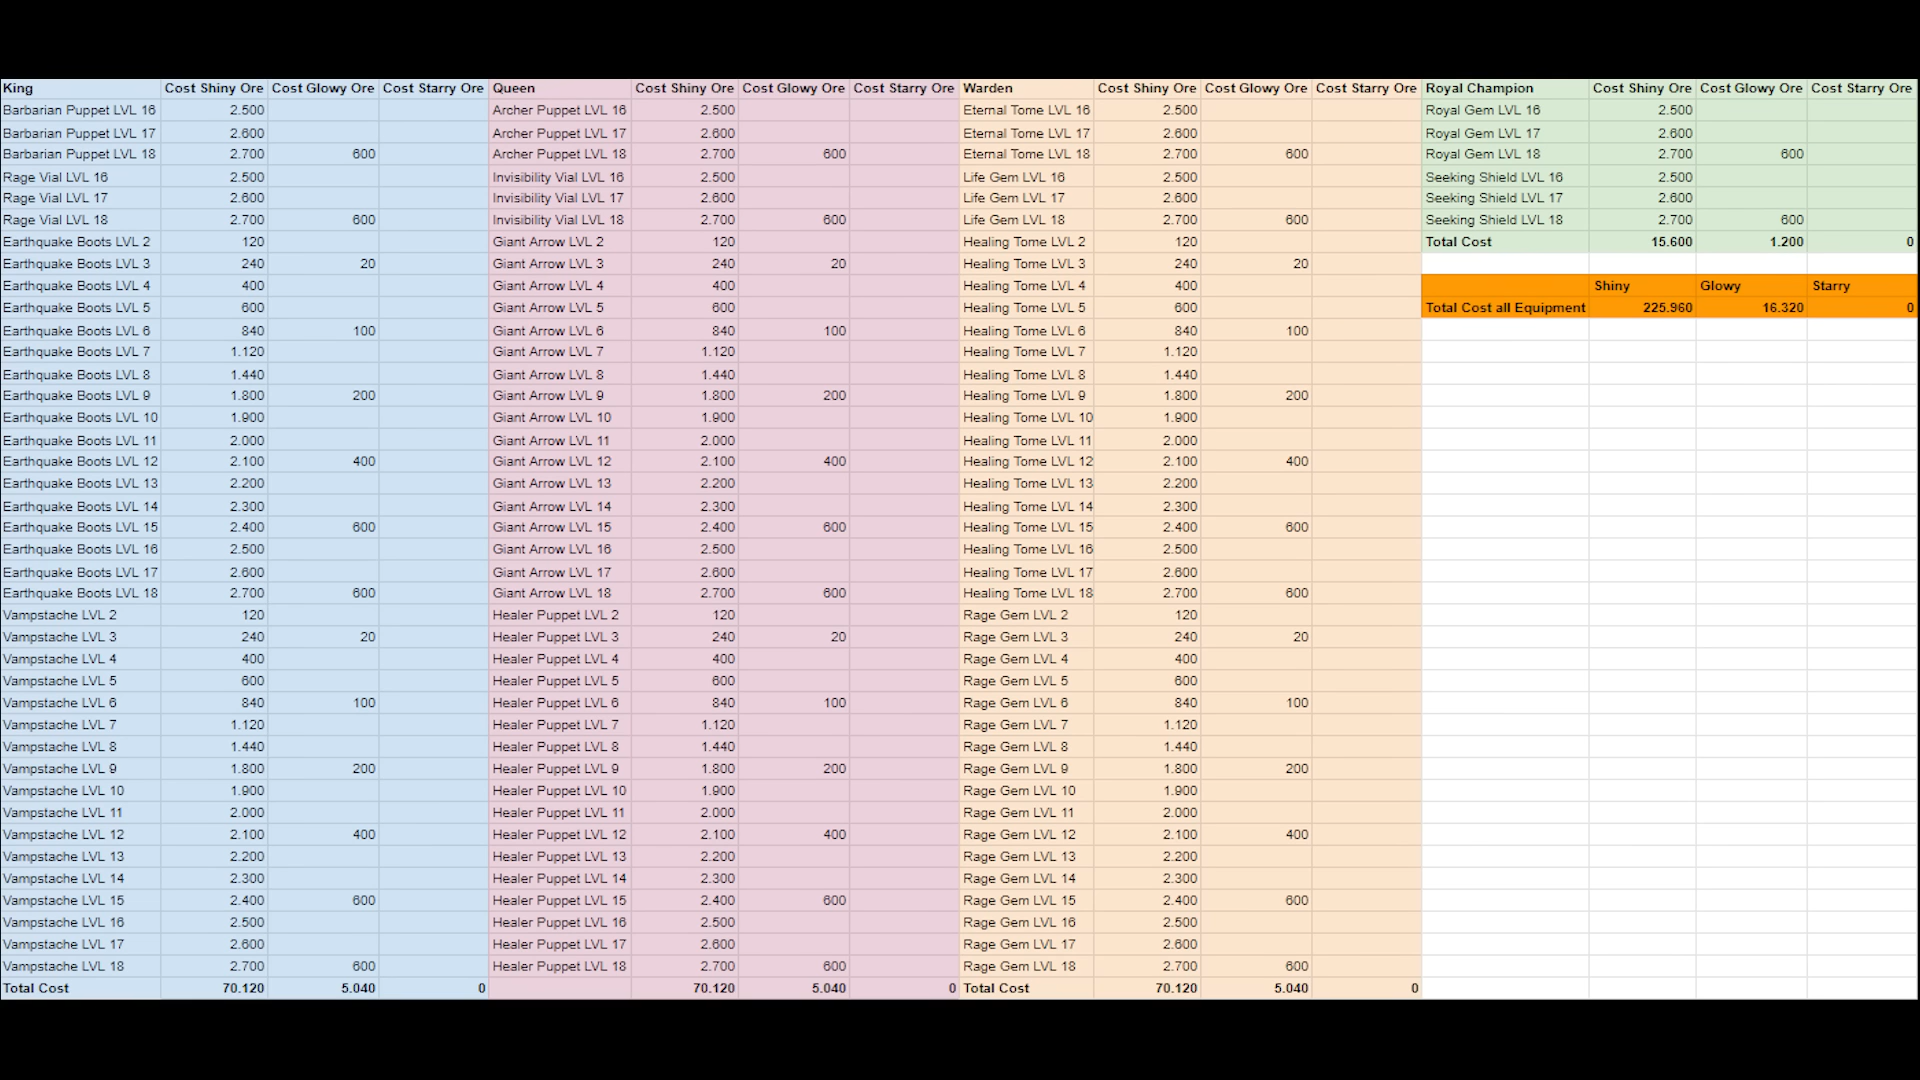 King Cost Shiny Ore Cost Glowy Ore Cost Starry Ore Queen Cost Shiny Ore Cost Glowy Ore Cost Starry Ore Warden Cost Shiny Ore Cost Glowy Ore Cost Starry Ore Royal Champion Cost Shiny Ore Cost Glowy Ore Cost Starry Ore
Barbarian Puppet LVL 16 2.500 Archer Puppet LVL 16 2.500 Eternal Tome LVL 16 2.500 Royal Gem LVL 16 2.500
Barbarian Puppet LVL 17 2.600 Archer Puppet LVL 17 2.600 Eternal Tome LVL 17 2.600 Royal Gem LVL 17 2.600
Barbarian Puppet LVL 18 2.700 600 Archer Puppet LVL 18 2.700 600 Eternal Tome LVL 18 2.700 600 Royal Gem LVL 18 2.700 600
Rage Vial LVL 16 2.500 Invisibility Vial LVL 16 2.500 Life Gem LVL 16 2.500 Seeking Shield LVL 16 2.500
Rage Vial LVL 17 2.600 Invisibility Vial LVL 17 2.600 Life Gem LVL 17 2.600 Seeking Shield LVL 17 2.600
Rage Vial LVL 18 2.700 600 Invisibility Vial LVL 18 2.700 600 Life Gem LVL 18 2.700 600 Seeking Shield LVL 18 2.700 600
Earthquake Boots LVL 2 120 Giant Arrow LVL 2 120 Healing Tome LVL 2 120 Total Cost 15.600 1.200 0
Earthquake Boots LVL 3 240 20 Giant Arrow LVL 3 240 20 Healing Tome LVL 3 240 20
Earthquake Boots LVL 4 400 Giant Arrow LVL 4 400 Healing Tome LVL 4 400 Shiny Glowy Starry
Earthquake Boots LVL 5 600 Giant Arrow LVL 5 600 Healing Tome LVL 5 600 Total Cost all Equipment 225.960 16.320 0
Earthquake Boots LVL 6 840 100 Giant Arrow LVL 6 840 100 Healing Tome LVL 6 840 100
Earthquake Boots LVL 7 1.120 Giant Arrow LVL 7 1.120 Healing Tome LVL 7 1.120
Earthquake Boots LVL 8 1.440 Giant Arrow LVL 8 1.440 Healing Tome LVL 8 1.440
Earthquake Boots LVL 9 1.800 200 Giant Arrow LVL 9 1.800 200 Healing Tome LVL 9 1.800 200
Earthquake Boots LVL 10 1.900 Giant Arrow LVL 10 1.900 Healing Tome LVL 10 1.900
Earthquake Boots LVL 11 2.000 Giant Arrow LVL 11 2.000 Healing Tome LVL 11 2.000
Earthquake Boots LVL 12 2.100 400 Giant Arrow LVL 12 2.100 400 Healing Tome LVL 12 2.100 400
Earthquake Boots LVL 13 2.200 Giant Arrow LVL 13 2.200 Healing Tome LVL 13 2.200
Earthquake Boots LVL 14 2.300 Giant Arrow LVL 14 2.300 Healing Tome LVL 14 2.300
Earthquake Boots LVL 15 2.400 600 Giant Arrow LVL 15 2.400 600 Healing Tome LVL 15 2.400 600
Earthquake Boots LVL 16 2.500 Giant Arrow LVL 16 2.500 Healing Tome LVL 16 2.500
Earthquake Boots LVL 17 2.600 Giant Arrow LVL 17 2.600 Healing Tome LVL 17 2.600
Earthquake Boots LVL 18 2.700 600 Giant Arrow LVL 18 2.700 600 Healing Tome LVL 18 2.700 600
Vampstache LVL 2 120 Healer Puppet LVL 2 120 Rage Gem LVL 2 120
Vampstache LVL 3 240 20 Healer Puppet LVL 3 240 20 Rage Gem LVL 3 240 20
Vampstache LVL 4 400 Healer Puppet LVL 4 400 Rage Gem LVL 4 400
Vampstache LVL 5 600 Healer Puppet LVL 5 600 Rage Gem LVL 5 600
Vampstache LVL 6 840 100 Healer Puppet LVL 6 840 100 Rage Gem LVL 6 840 100
Vampstache LVL 7 1.120 Healer Puppet LVL 7 1.120 Rage Gem LVL 7 1.120
Vampstache LVL 8 1.440 Healer Puppet LVL 8 1.440 Rage Gem LVL 8 1.440
Vampstache LVL 9 1.800 200 Healer Puppet LVL 9 1.800 200 Rage Gem LVL 9 1.800 200
Vampstache LVL 10 1.900 Healer Puppet LVL 10 1.900 Rage Gem LVL 10 1.900
Vampstache LVL 11 2.000 Healer Puppet LVL 11 2.000 Rage Gem LVL 11 2.000
Vampstache LVL 12 2.100 400 Healer Puppet LVL 12 2.100 400 Rage Gem LVL 12 2.100 400
Vampstache LVL 13 2.200 Healer Puppet LVL 13 2.200 Rage Gem LVL 13 2.200
Vampstache LVL 14 2.300 Healer Puppet LVL 14 2.300 Rage Gem LVL 14 2.300
Vampstache LVL 15 2.400 600 Healer Puppet LVL 15 2.400 600 Rage Gem LVL 15 2.400 600
Vampstache LVL 16 2.500 Healer Puppet LVL 16 2.500 Rage Gem LVL 16 2.500
Vampstache LVL 17 2.600 Healer Puppet LVL 17 2.600 Rage Gem LVL 17 2.600
Vampstache LVL 18 2.700 600 Healer Puppet LVL 18 2.700 600 Rage Gem LVL 18 2.700 600
Total Cost 70.120 5.040 0 70.120 5.040 0 Total Cost 70.120 5.040 0